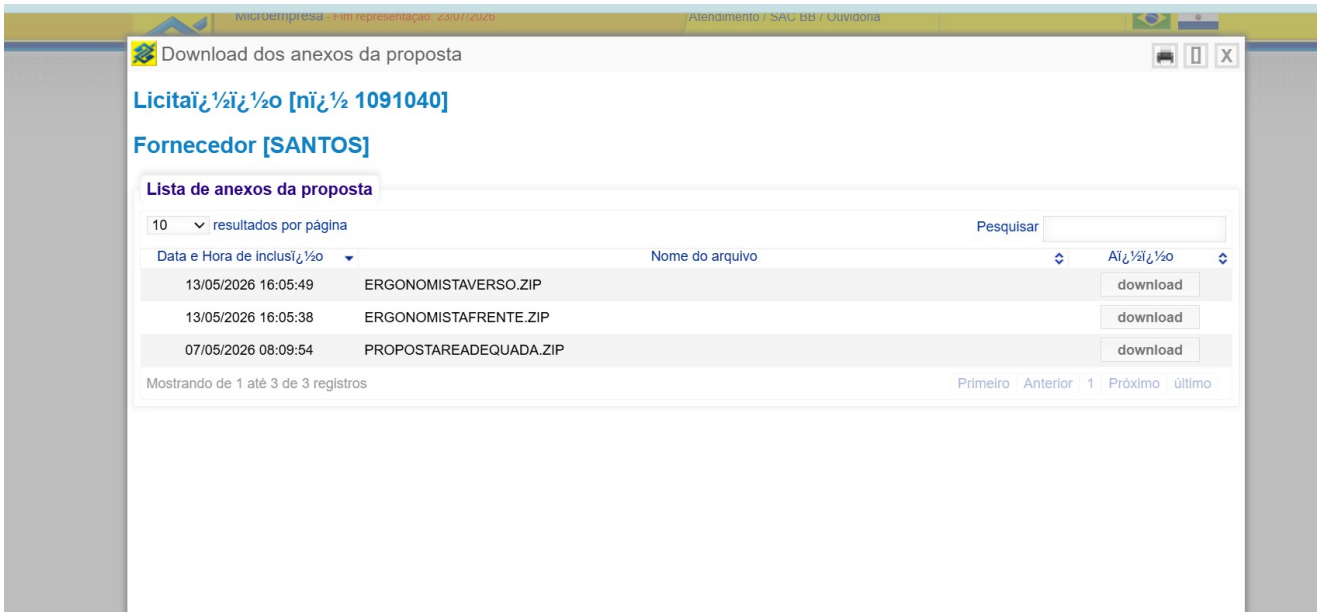 Microempresa - Fim representação: 23/07/2026
Atendimento / SAC BB / Ouvidoria
Download dos anexos da proposta
X
Licitaï¿½ï¿½o [nï¿½ 1091040]
Fornecedor [SANTOS]
Lista de anexos da proposta
10 resultados por página
Pesquisar
Data e Hora de inclusï¿½o Nome do arquivo Aï¿½ï¿½o
13/05/2026 16:05:49 ERGONOMISTAVERSO.ZIP download
13/05/2026 16:05:38 ERGONOMISTAFRENTE.ZIP download
07/05/2026 08:09:54 PROPOSTAREADEQUADA.ZIP download
Mostrando de 1 até 3 de 3 registros
Primeiro Anterior 1 Próximo último